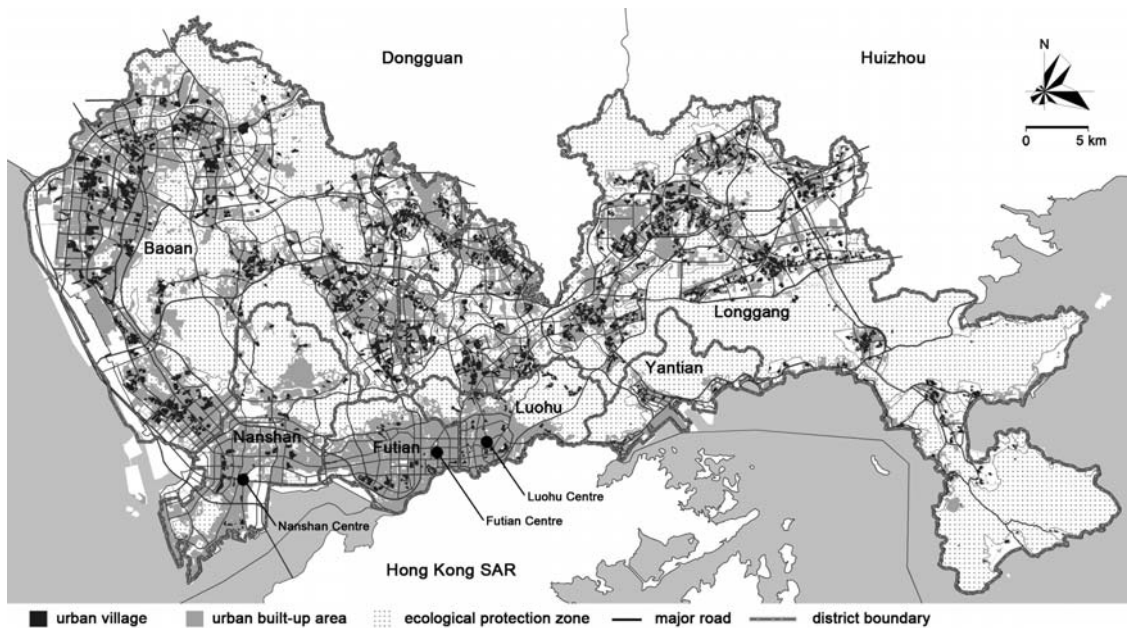 Dongguan
Huizhou
N
5 km
Baoan
Longgang
Yantian
Luohu
Nanshan
Futian
Luohu Centre
Futian Centre
Nanshan Centre
Hong Kong SAR
urban village
urban built-up area
ecological protection zone
major road
district boundary